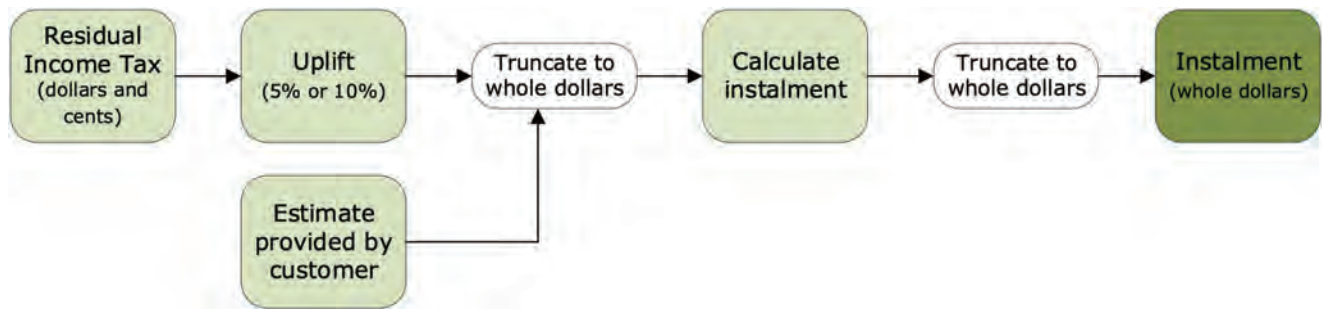 Residual
Income Tax
(dollars and
cents)
Uplift
(5% or 10%)
Truncate to
whole dollars
Calculate
instalment
Truncate to
whole dollars
Instalment
(whole dollars)
Estimate
provided by
customer